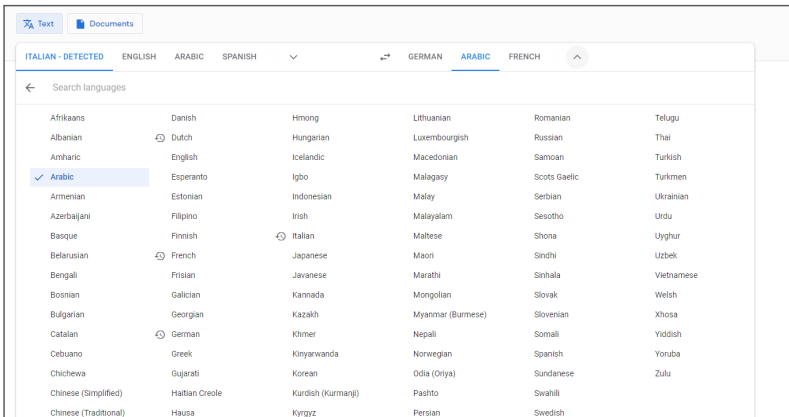 Text Documents
ITALIAN - DETECTED ENGLISH ARABIC SPANISH GERMAN ARABIC FRENCH
Search languages
Afrikaans Danish Hmong Lithuanian Romanian Telugu
Albanian Dutch Hungarian Luxembourgish Russian Thai
Amharic English Icelandic Macedonian Samoan Turkish
Arabic Esperanto Igbo Malagasy Scots Gaelic Turkmen
Armenian Estonian Indonesian Malay Serbian Ukrainian
Azerbaijani Filipino Irish Malayalam Sesotho Urdu
Basque Finnish Italian Maltese Shona Uyghur
Belarusian French Japanese Maori Sindhi Uzbek
Bengali Frisian Javanese Marathi Sinhala Vietnamese
Bosnian Galician Kannada Mongolian Slovak Welsh
Bulgarian Georgian Kazakh Myanmar (Burmese) Slovenian Xhosa
Catalan German Khmer Nepali Somali Yiddish
Cebuano Greek Kinyarwanda Norwegian Spanish Yoruba
Chichewa Gujarati Korean Odia (Oriya) Sundanese Zulu
Chinese (Simplified) Haitian Creole Kurdish (Kurmanji) Pashto Swahili
Chinese (Traditional) Hausa Kyrgyz Persian Swedish